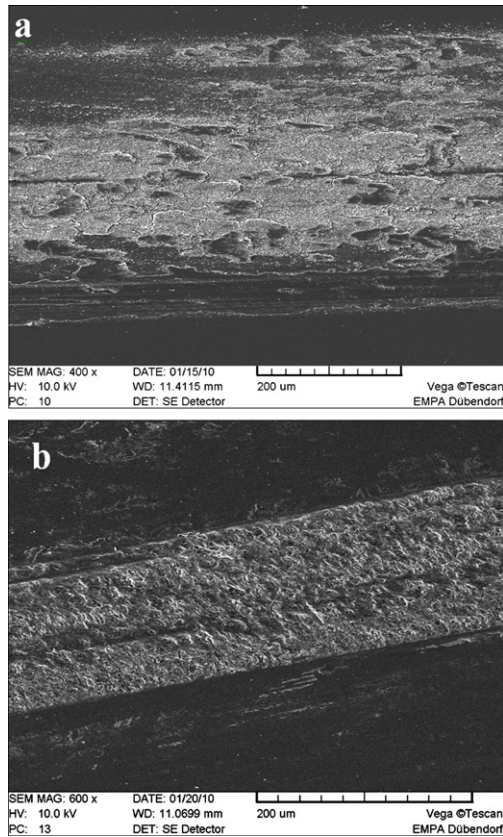 a
SEM MAG: 400 x DATE: 01/15/10
HV: 10.0 kV WD: 11.4115 mm 200 um Vega ©Tescan
PC: 10 DET: SE Detector EMPA Dübendorf
b
SEM MAG: 600 x DATE: 01/20/10
HV: 10.0 kV WD: 11.0699 mm 200 um Vega ©Tescan
PC: 13 DET: SE Detector EMPA Dübendorf